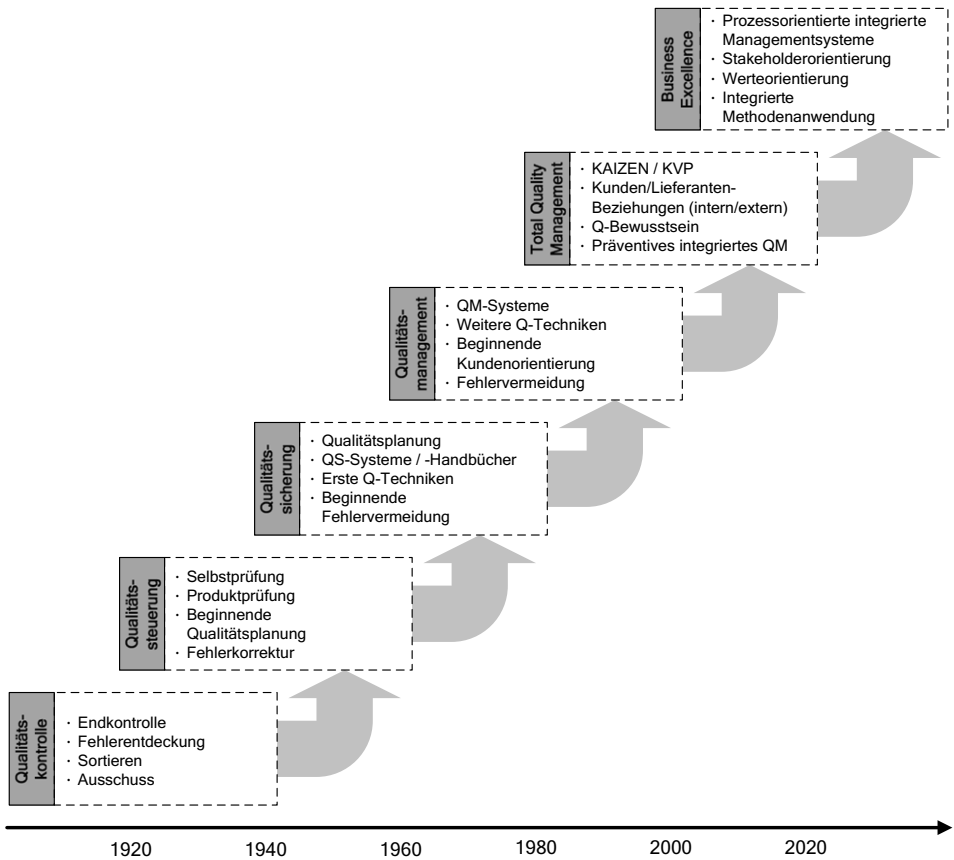 Business
Excellence
· Prozessorientierte integrierte
Managementsysteme
· Stakeholderorientierung
· Werteorientierung
· Integrierte
Methodenanwendung
Total Quality
Management
· KAIZEN / KVP
· Kunden/Lieferanten-
Beziehungen (intern/extern)
· Q-Bewusstsein
· Präventives integriertes QM
Qualitäts-
management
· QM-Systeme
· Weitere Q-Techniken
· Beginnende
Kundenorientierung
· Fehlervermeidung
Qualitäts-
sicherung
· Qualitätsplanung
· QS-Systeme / -Handbücher
· Erste Q-Techniken
· Beginnende
Fehlervermeidung
Qualitäts-
steuerung
· Selbstprüfung
· Produktprüfung
· Beginnende
Qualitätsplanung
· Fehlerkorrektur
Qualitäts-
kontrolle
· Endkontrolle
· Fehlerentdeckung
· Sortieren
· Ausschuss
1920 1940 1960 1980 2000 2020